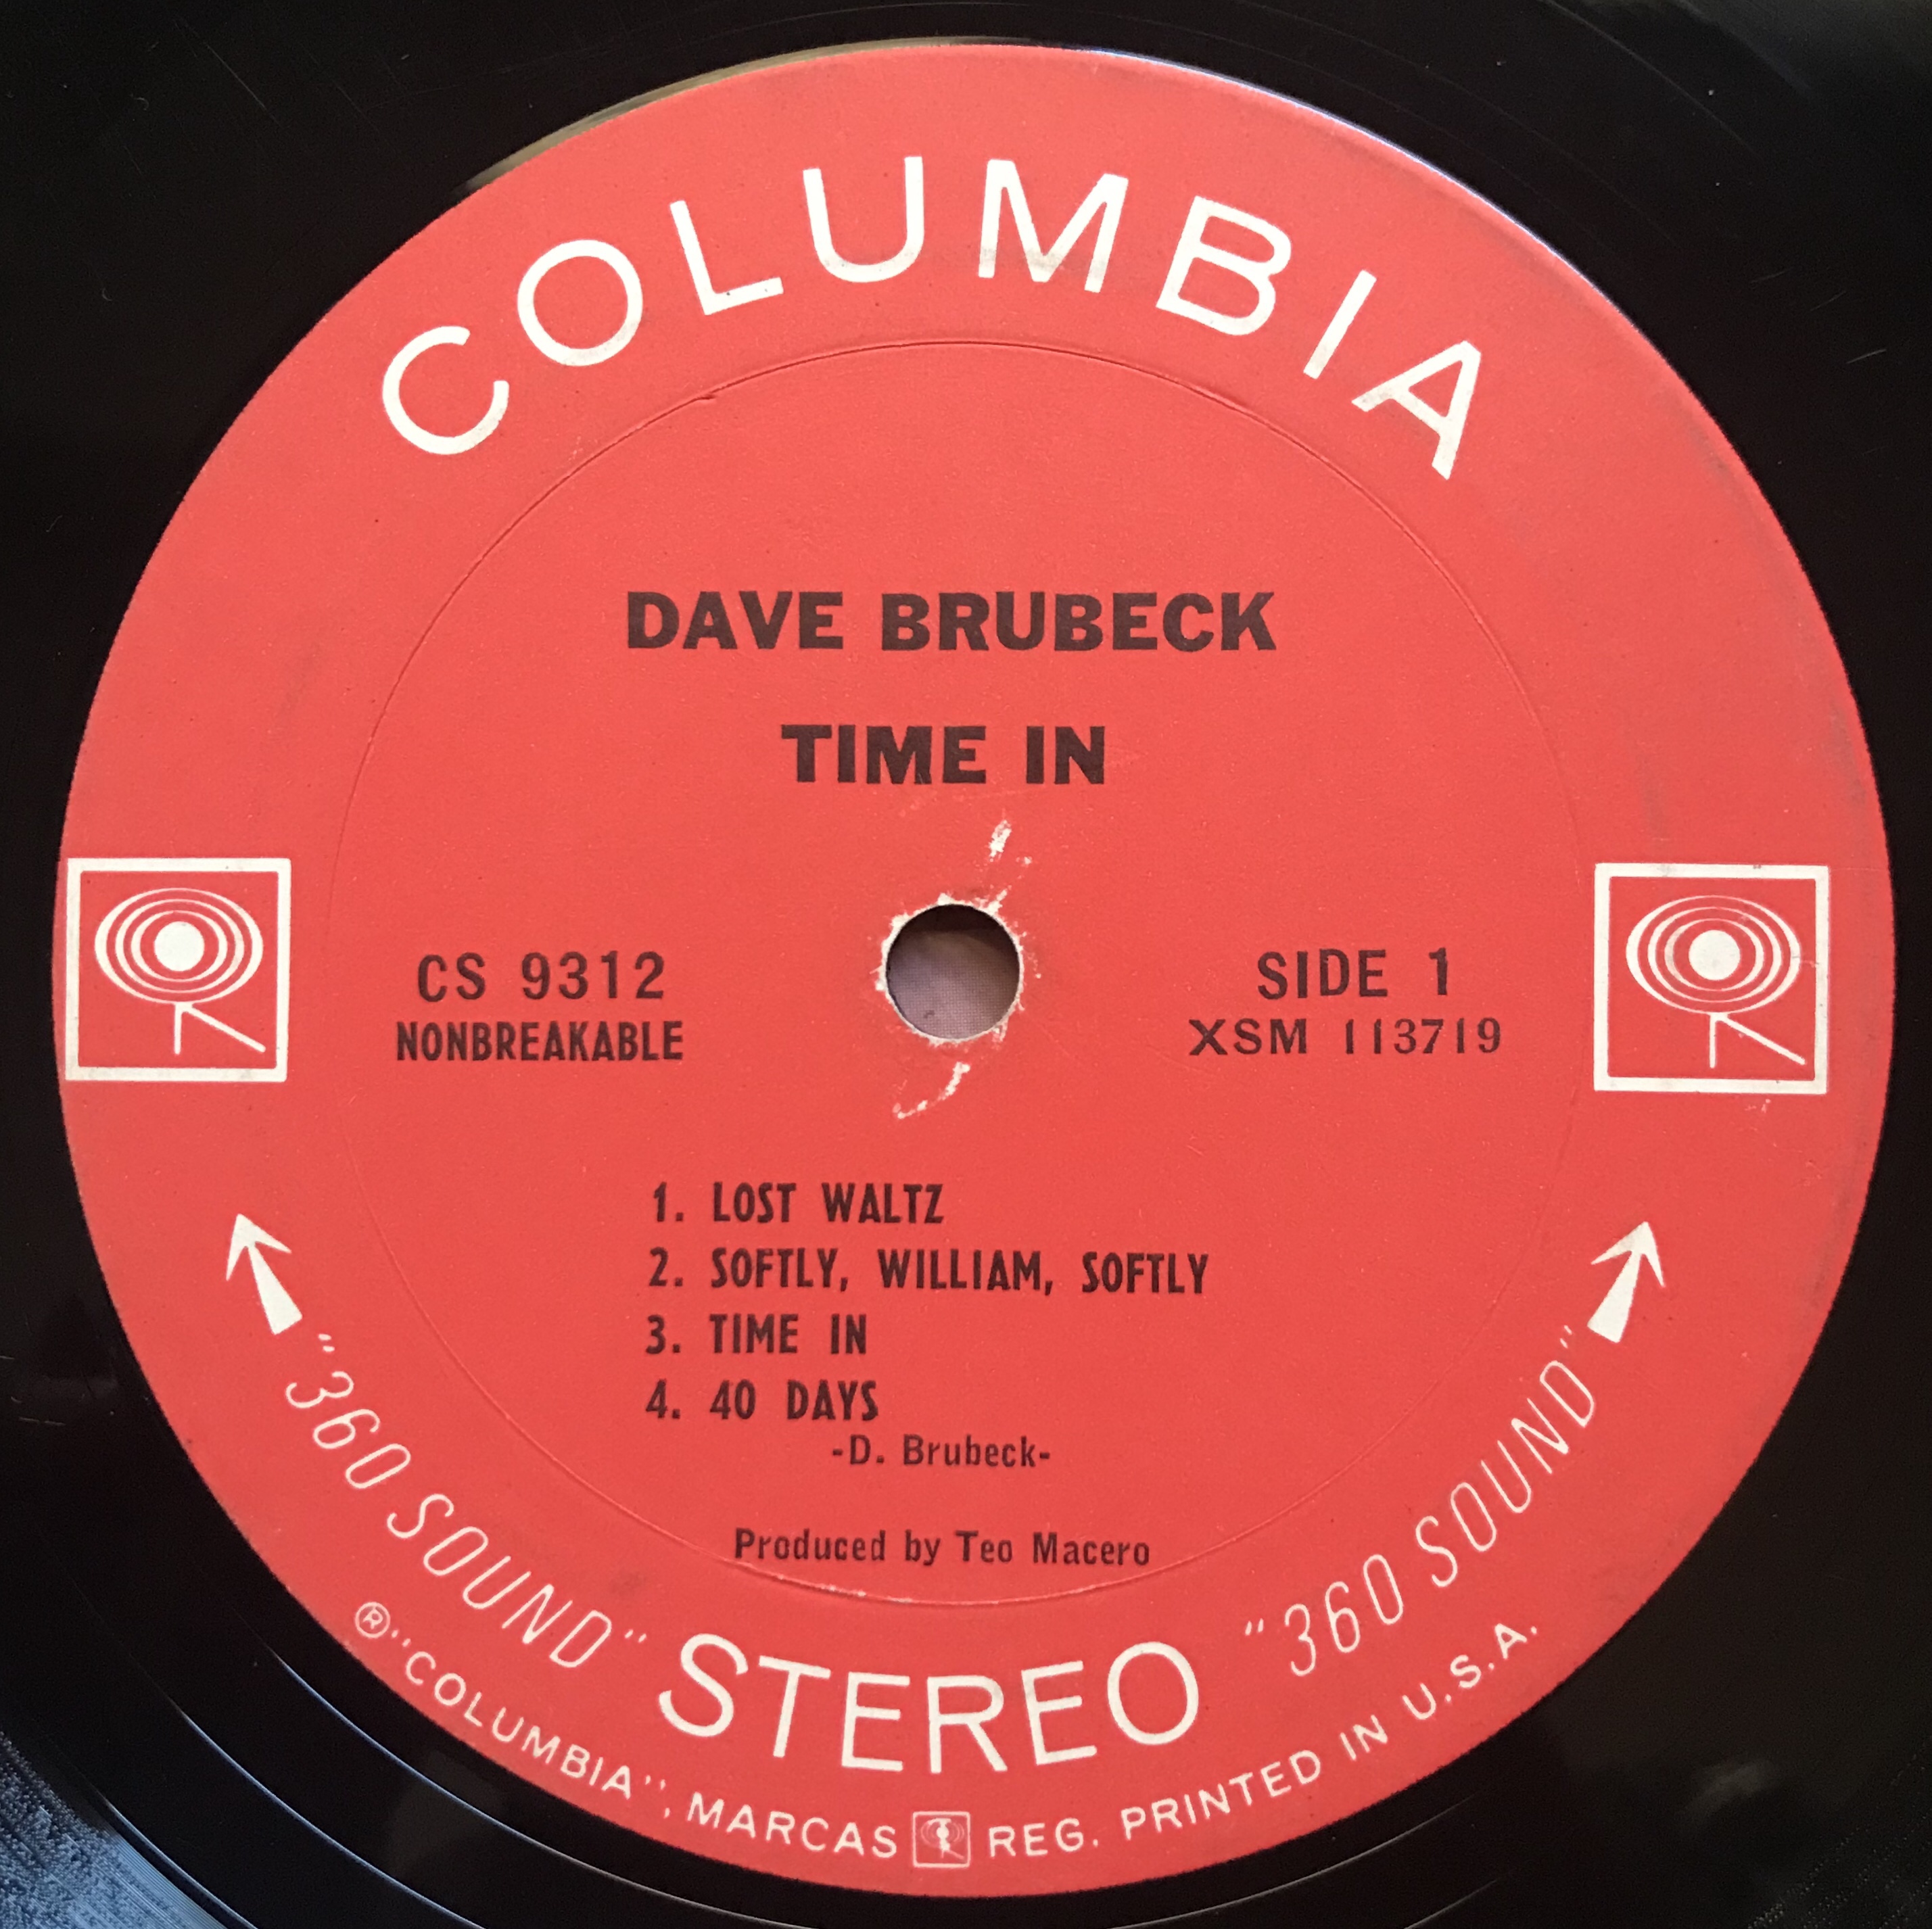 COLUMBIA
DAVE BRUBECK
TIME IN
CS 9312
NONBREAKABLE
SIDE 1
XSM 113719
1. LOST WALTZ
2. SOFTLY, WILLIAM, SOFTLY
3. TIME IN
4. 40 DAYS
-D. Brubeck-
Produced by Teo Macero
"360 SOUND" STEREO "360 SOUND"
® "COLUMBIA", MARCAS REG. PRINTED IN U.S.A.